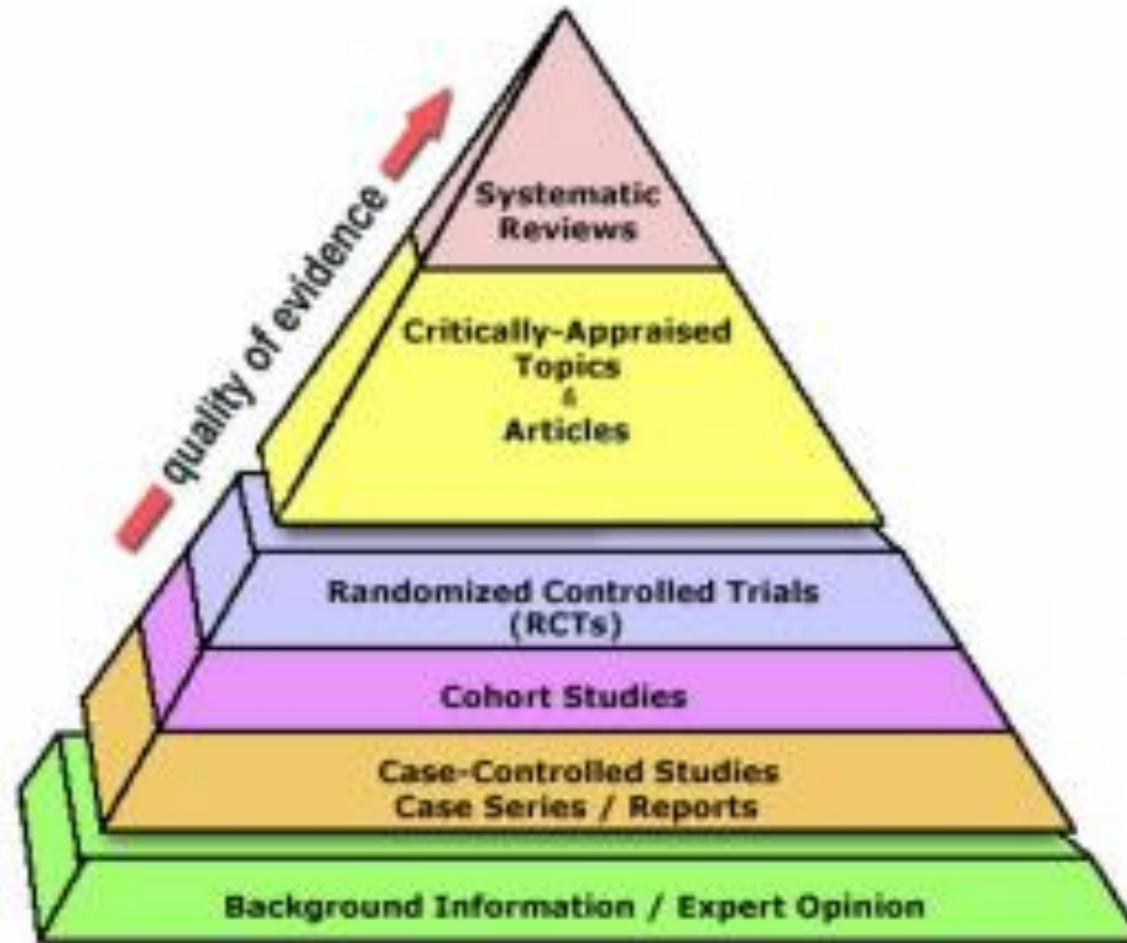 quality of evidence
Systematic
Reviews
Critically-Appraised
Topics
&
Articles
Randomized Controlled Trials
(RCTs)
Cohort Studies
Case-Controlled Studies
Case Series / Reports
Background Information / Expert Opinion